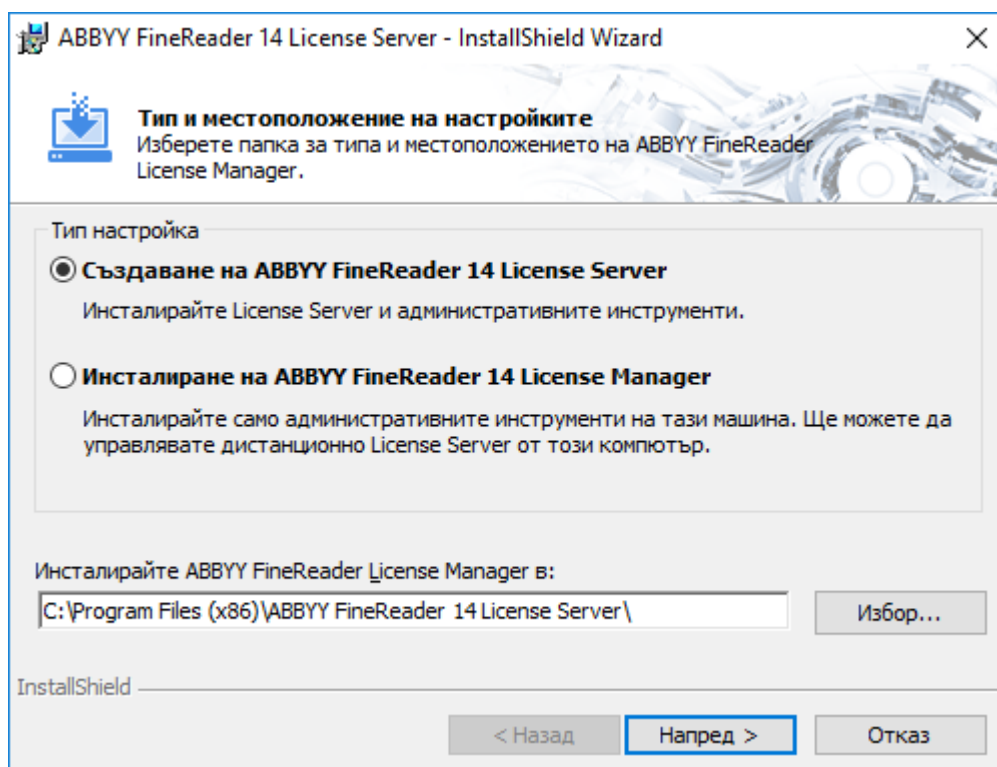 ABBYY FineReader 14 License Server - InstallShield Wizard
Тип и местоположение на настройките
Изберете папка за типа и местоположението на ABBYY FineReader
License Manager.
Тип настройка
Създаване на ABBYY FineReader 14 License Server
Инсталирайте License Server и административните инструменти.
Инсталиране на ABBYY FineReader 14 License Manager
Инсталирайте само административните инструменти на тази машина. Ще можете да
управлявате дистанционно License Server от този компютър.
Инсталирайте ABBYY FineReader License Manager в:
C:\Program Files (x86)\ABBYY FineReader 14 License Server\
Избор...
InstallShield
< Назад
Напред >
Отказ